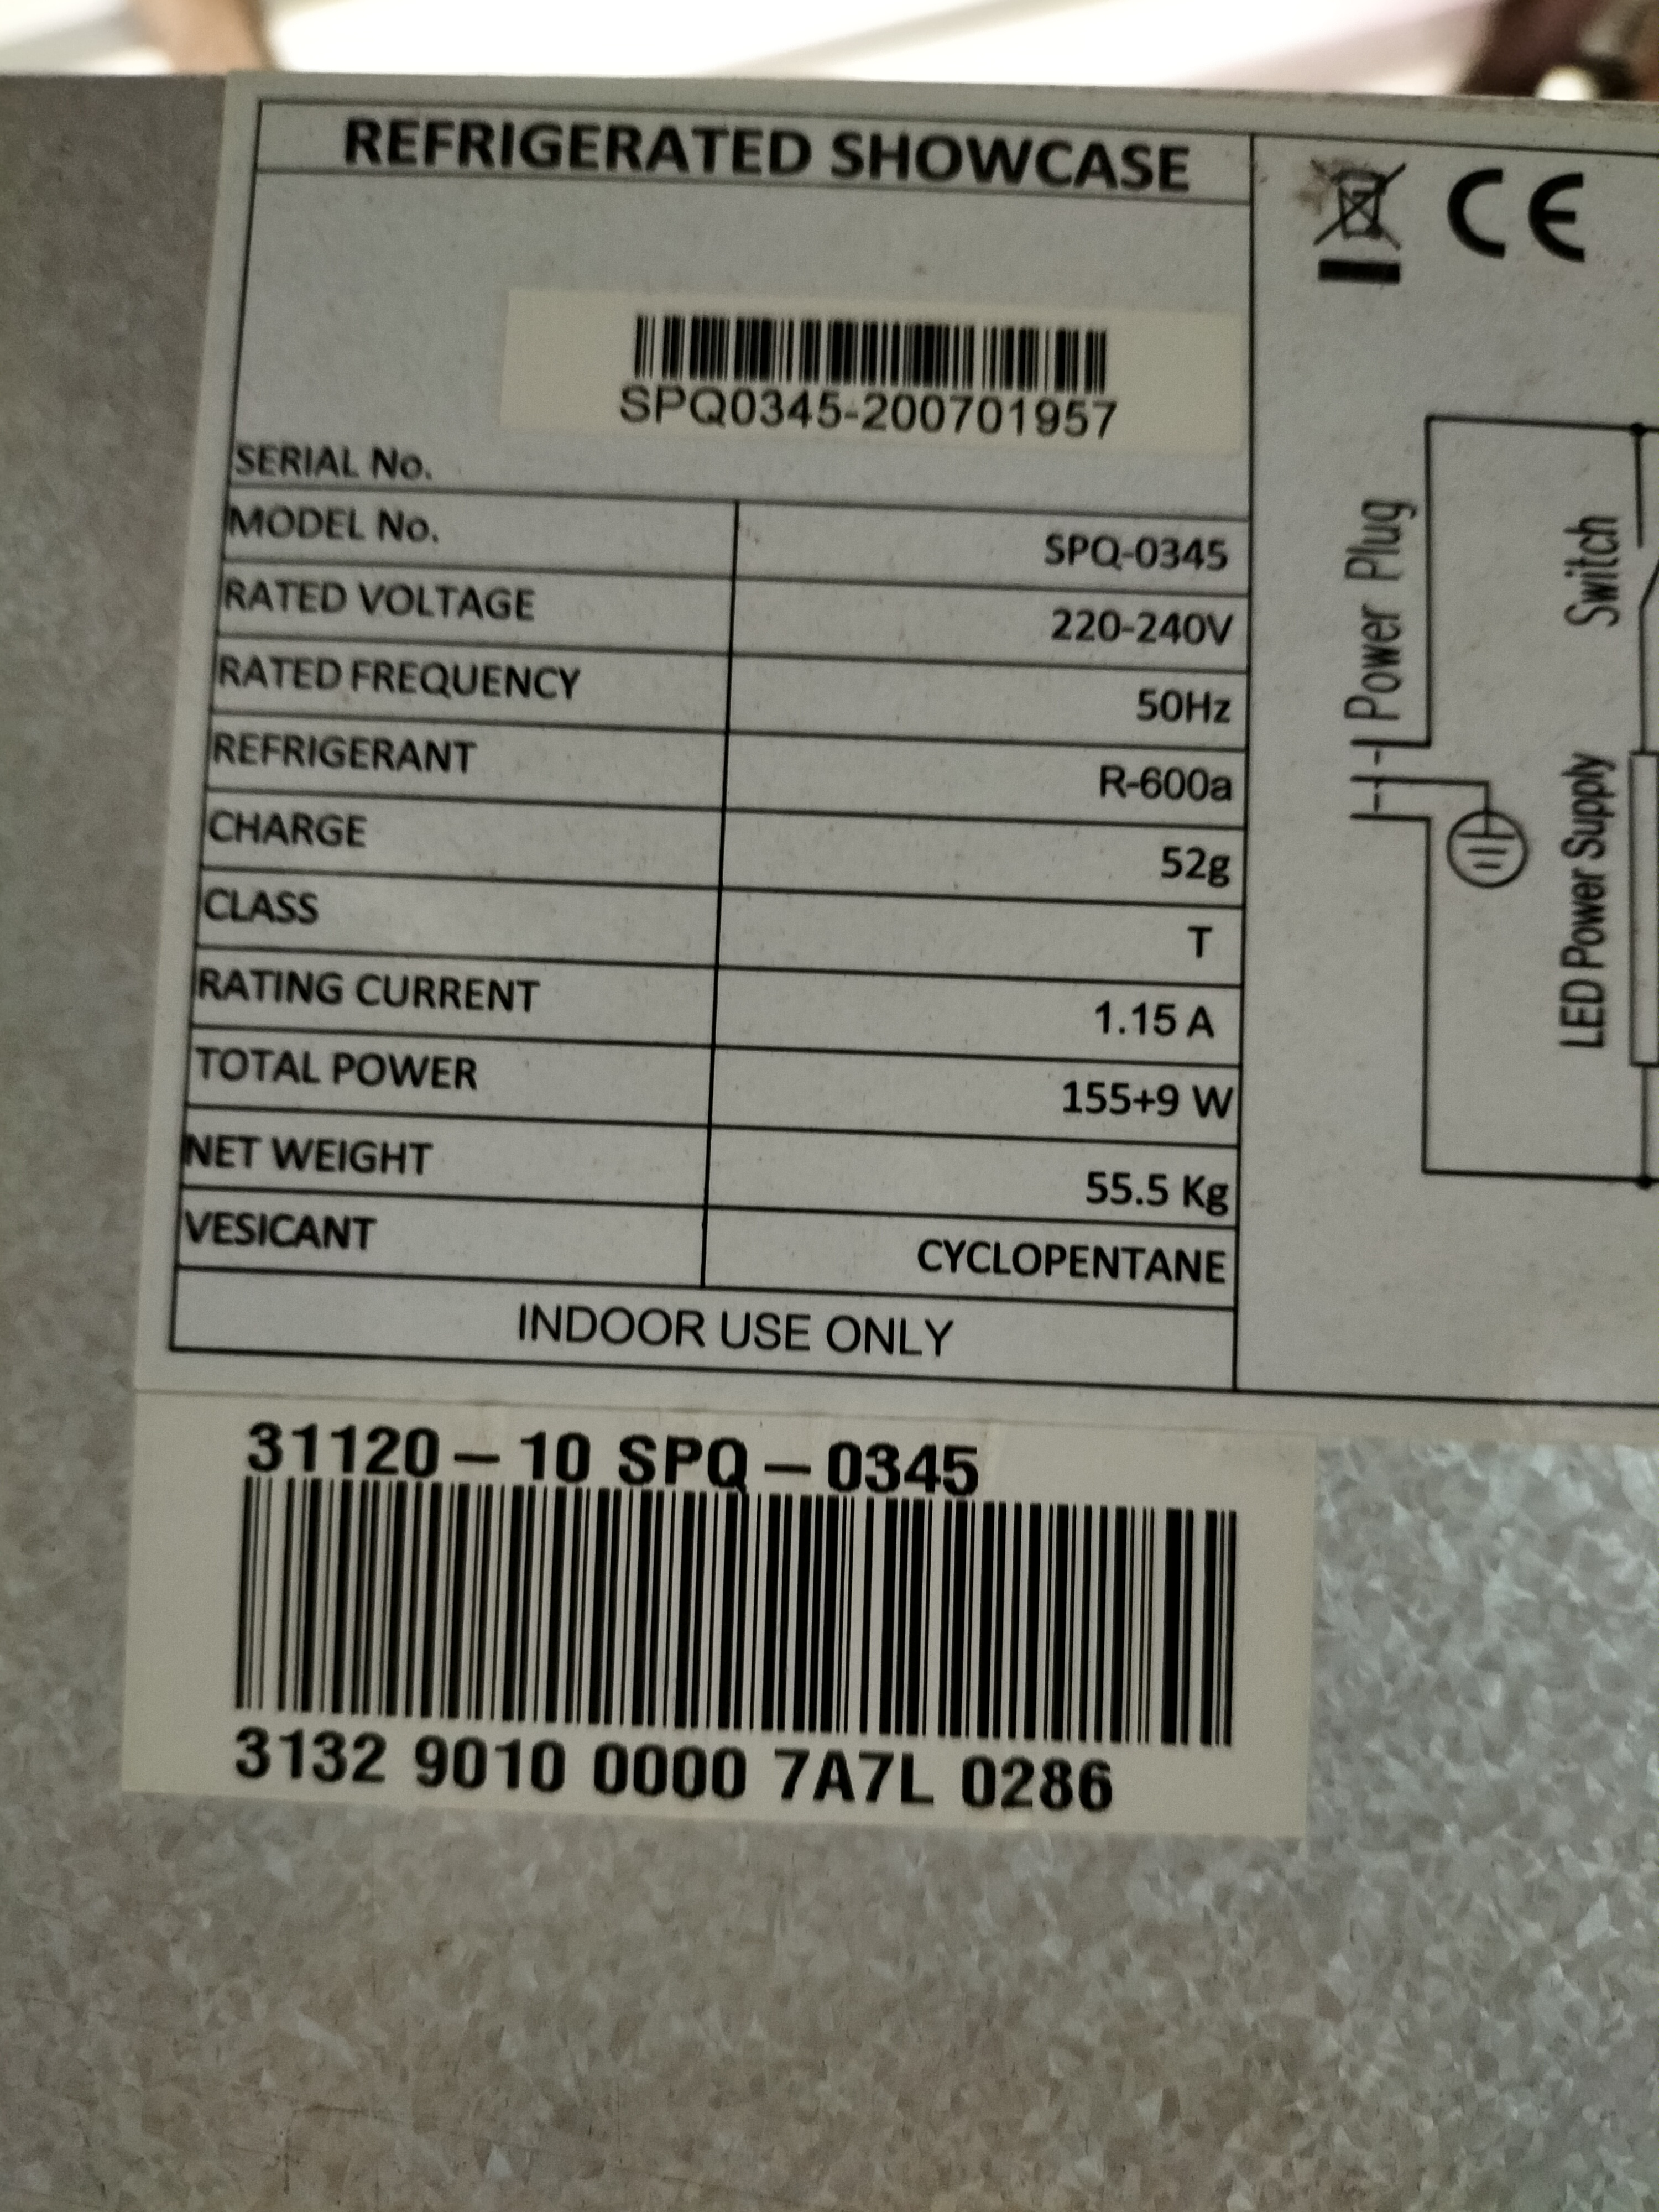 REFRIGERATED SHOWCASE
SPQ0345-200701957
SERIAL No.
MODEL No. SPQ-0345
RATED VOLTAGE 220-240V
RATED FREQUENCY 50Hz
REFRIGERANT R-600a
CHARGE 52g
CLASS T
RATING CURRENT 1.15 A
TOTAL POWER 155+9 W
NET WEIGHT 55.5 Kg
VESICANT CYCLOPENTANE
INDOOR USE ONLY
CE
Power Plug
Switch
LED Power Supply
31120-10 SPQ-0345
3132 9010 0000 7A7L 0286